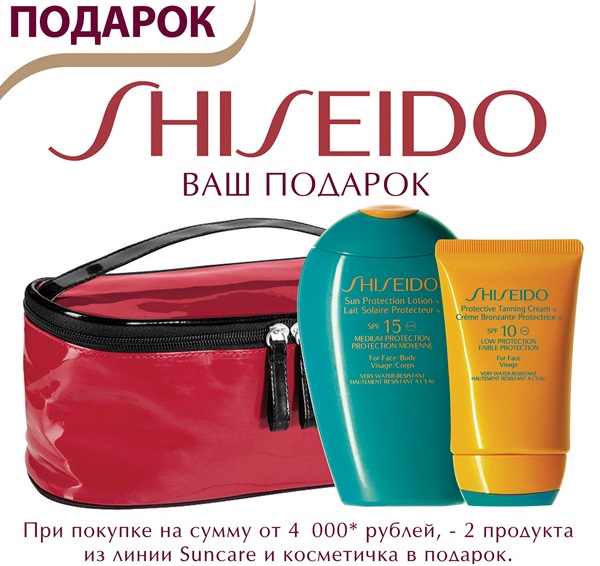 ПОДАРОК
SHISEIDO
ВАШ ПОДАРОК
SHISEIDO
Sun Protection Lotion N
Lait Solaire Protecteur N
SPF 15
MEDIUM PROTECTION
PROTECTION MOYENNE
For Face/Body
Visage/Corps
VERY WATER-RESISTANT
HAUTEMENT RESISTANT A L'EAU
SHISEIDO
Protective Tanning Cream N
Crème Bronzante Protectrice N
SPF 10
LOW PROTECTION
FAIBLE PROTECTION
For Face
Visage
VERY WATER-RESISTANT
HAUTEMENT RESISTANT A L'EAU
При покупке на сумму от 4 000* рублей, - 2 продукта
из линии Suncare и косметичка в подарок.